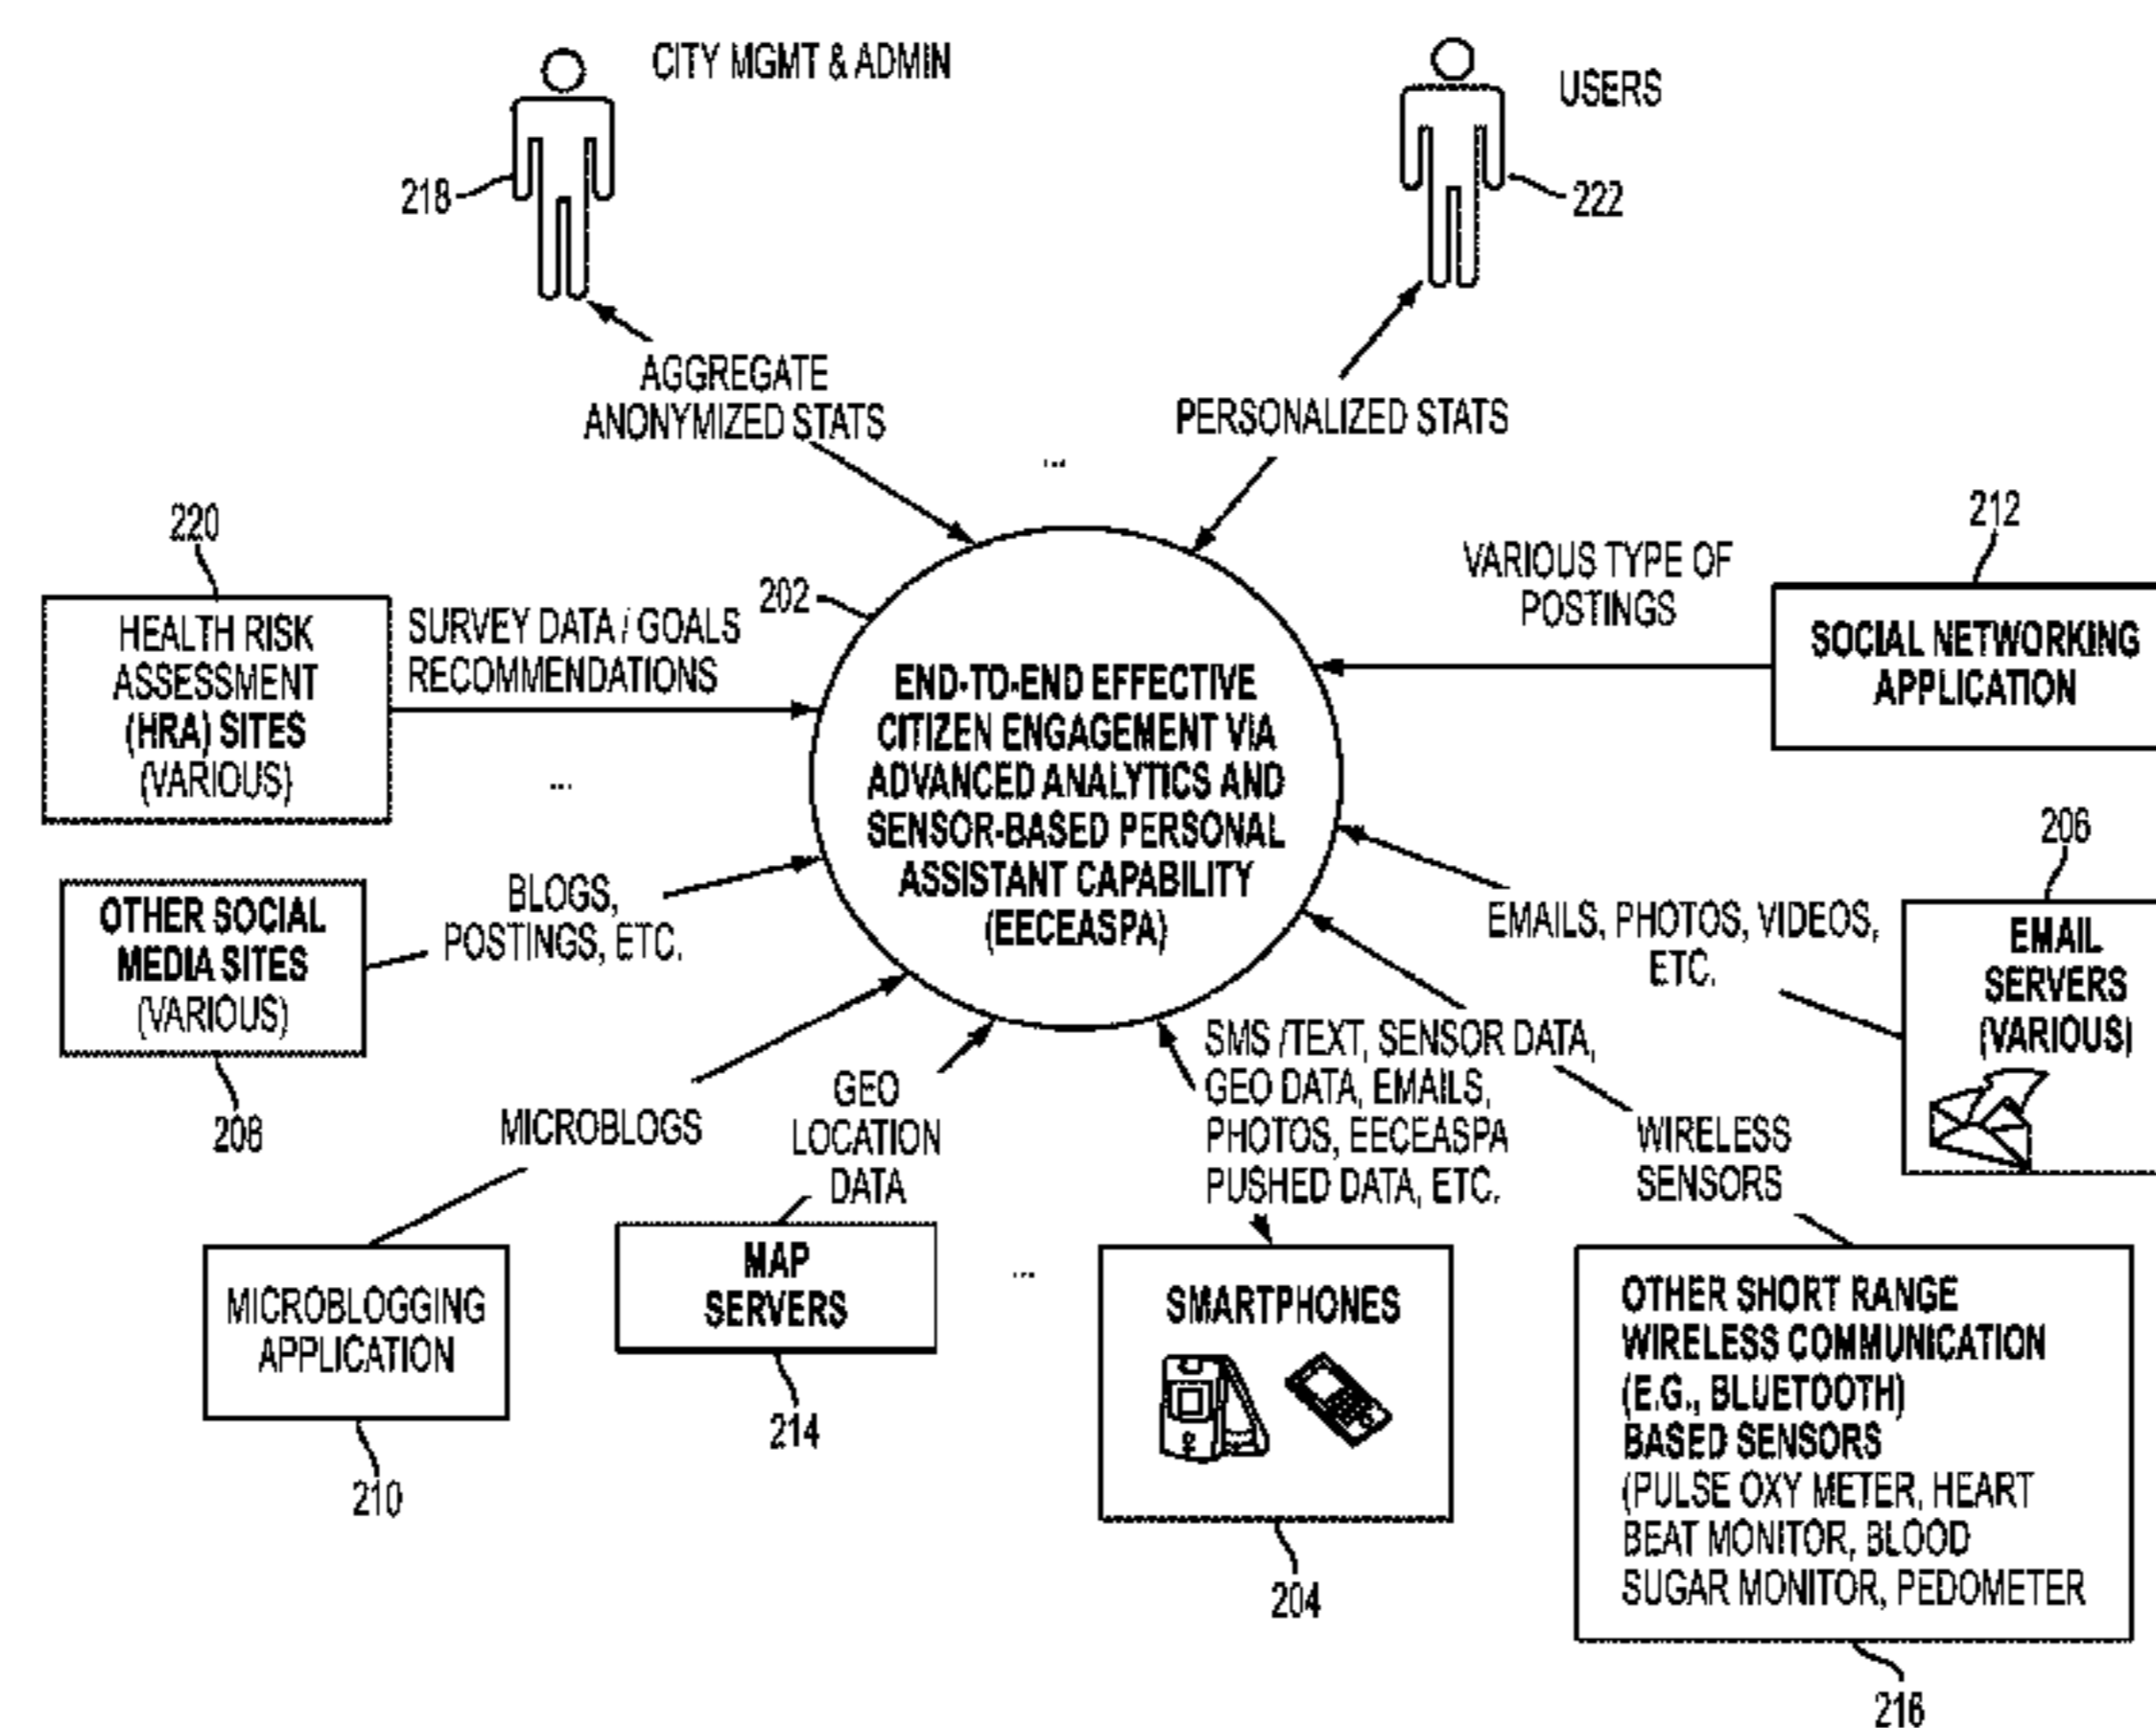 CITY MGMT & ADMIN
USERS
218
222
AGGREGATE
ANONYMIZED STATS
PERSONALIZED STATS
...
220
202
212
VARIOUS TYPE OF
POSTINGS
HEALTH RISK
ASSESSMENT
(HRA) SITES
(VARIOUS)
SURVEY DATA / GOALS
RECOMMENDATIONS
...
SOCIAL NETWORKING
APPLICATION
END-TO-END EFFECTIVE
CITIZEN ENGAGEMENT VIA
ADVANCED ANALYTICS AND
SENSOR-BASED PERSONAL
ASSISTANT CAPABILITY
(EECEASPA)
206
OTHER SOCIAL
MEDIA SITES
(VARIOUS)
BLOGS,
POSTINGS, ETC.
208
EMAILS, PHOTOS, VIDEOS,
ETC.
EMAIL
SERVERS
(VARIOUS)
MICROBLOGS
GEO
LOCATION
DATA
SMS /TEXT, SENSOR DATA,
GEO DATA, EMAILS,
PHOTOS, EECEASPA
PUSHED DATA, ETC.
WIRELESS
SENSORS
MICROBLOGGING
APPLICATION
210
MAP
SERVERS
214
...
SMARTPHONES
204
OTHER SHORT RANGE
WIRELESS COMMUNICATION
(E.G., BLUETOOTH)
BASED SENSORS
(PULSE OXY METER, HEART
BEAT MONITOR, BLOOD
SUGAR MONITOR, PEDOMETER
216